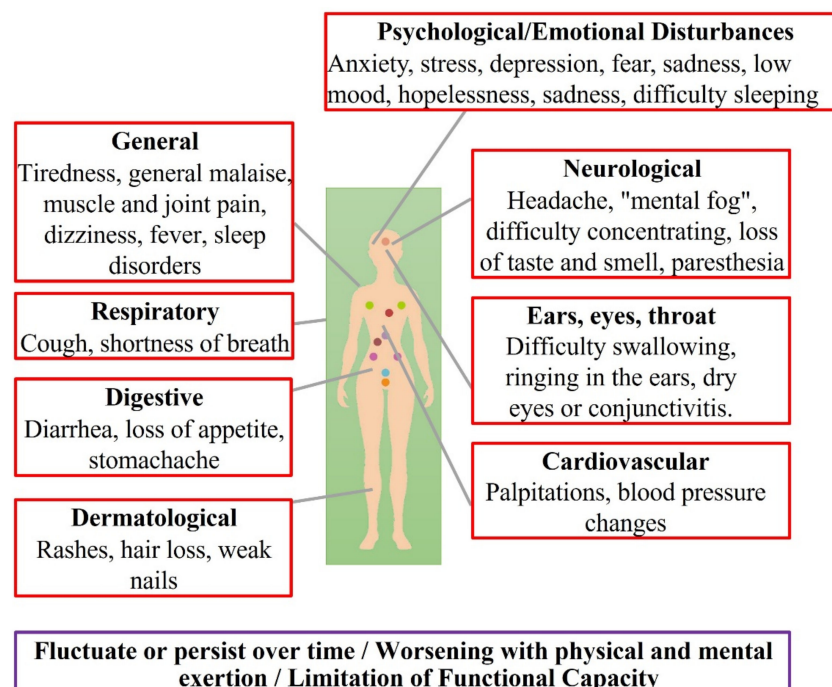 Psychological/Emotional Disturbances
Anxiety, stress, depression, fear, sadness, low
mood, hopelessness, sadness, difficulty sleeping
General
Tiredness, general malaise,
muscle and joint pain,
dizziness, fever, sleep
disorders
Neurological
Headache, "mental fog",
difficulty concentrating, loss
of taste and smell, paresthesia
Respiratory
Cough, shortness of breath
Ears, eyes, throat
Difficulty swallowing,
ringing in the ears, dry
eyes or conjunctivitis.
Digestive
Diarrhea, loss of appetite,
stomachache
Cardiovascular
Palpitations, blood pressure
changes
Dermatological
Rashes, hair loss, weak
nails
Fluctuate or persist over time / Worsening with physical and mental
exertion / Limitation of Functional Capacity